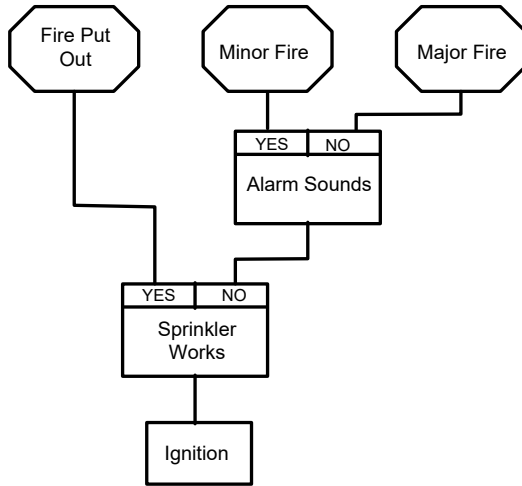 Fire Put
Out
Minor Fire
Major Fire
YES
NO
Alarm Sounds
YES
NO
Sprinkler
Works
Ignition